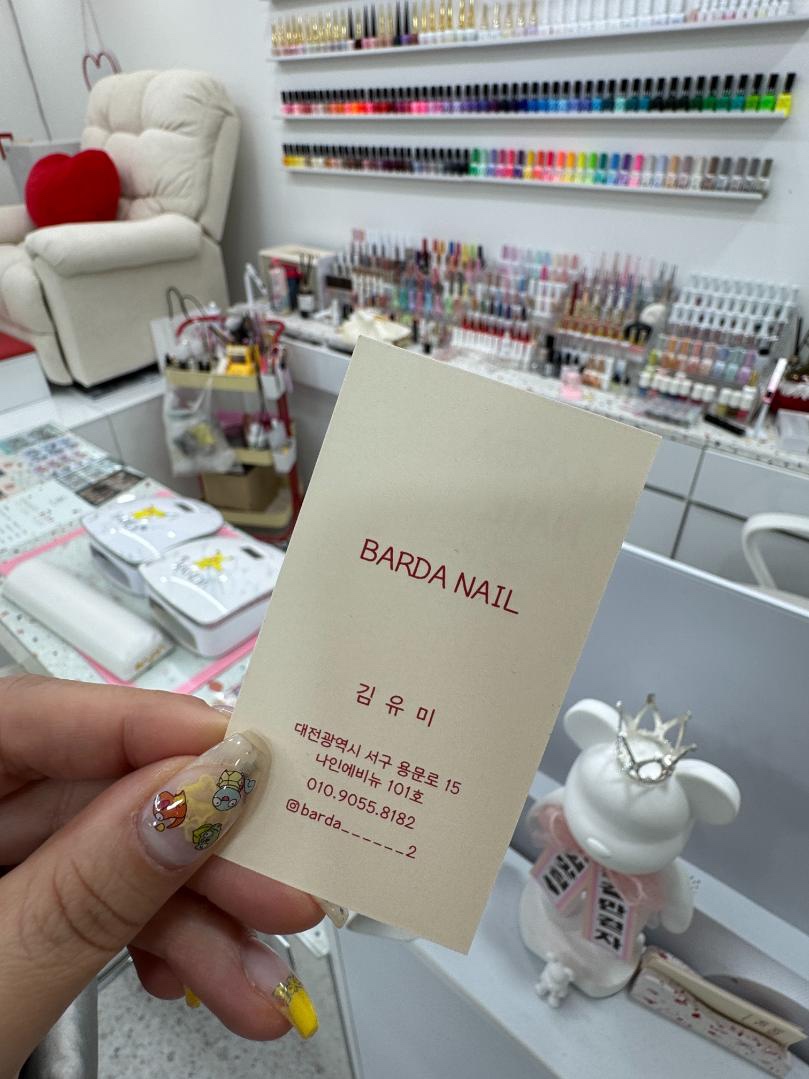 BARDA NAIL
김유미
대전광역시 서구 용문로 15
나인에비뉴 101호
010.9055.8182
barda______2